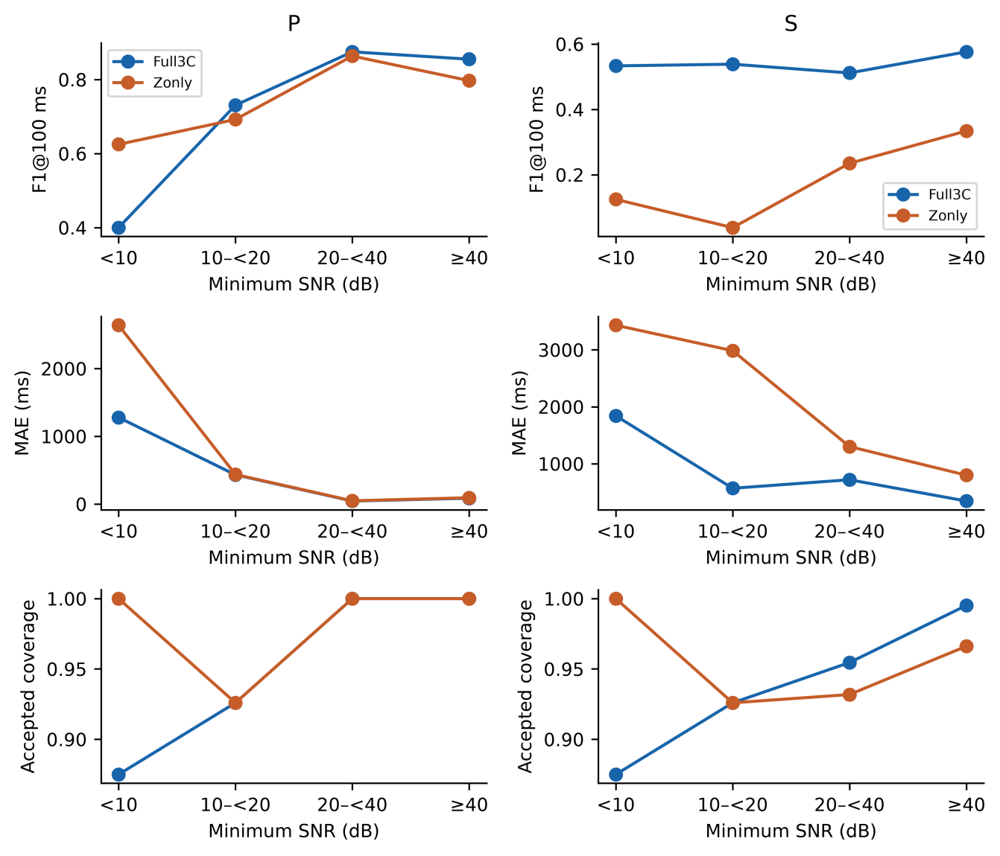 P
F1@100 ms
0.8
0.6
0.4
Full3C
Zonly
<10 10–<20 20–<40 ≥40
Minimum SNR (dB)
S
F1@100 ms
0.6
0.4
0.2
Full3C
Zonly
<10 10–<20 20–<40 ≥40
Minimum SNR (dB)
MAE (ms)
2000
1000
0
<10 10–<20 20–<40 ≥40
Minimum SNR (dB)
MAE (ms)
3000
2000
1000
<10 10–<20 20–<40 ≥40
Minimum SNR (dB)
Accepted coverage
1.00
0.95
0.90
<10 10–<20 20–<40 ≥40
Minimum SNR (dB)
Accepted coverage
1.00
0.95
0.90
<10 10–<20 20–<40 ≥40
Minimum SNR (dB)